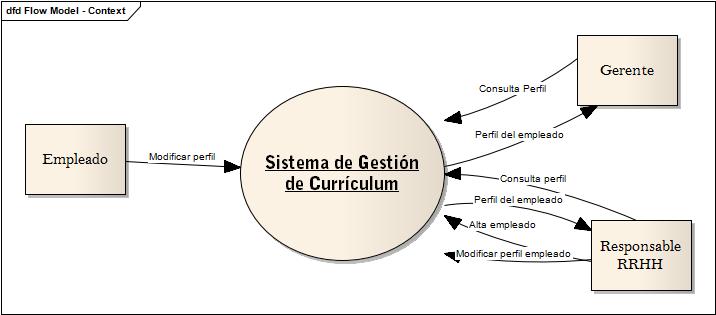 dfd Flow Model - Context
Gerente
Consulta Perfil
Perfil del empleado
Empleado
Modificar perfil
Sistema de Gestión
de Currículum
Consulta perfil
Perfil del empleado
Alta empleado
Modificar perfil empleado
Responsable
RRHH